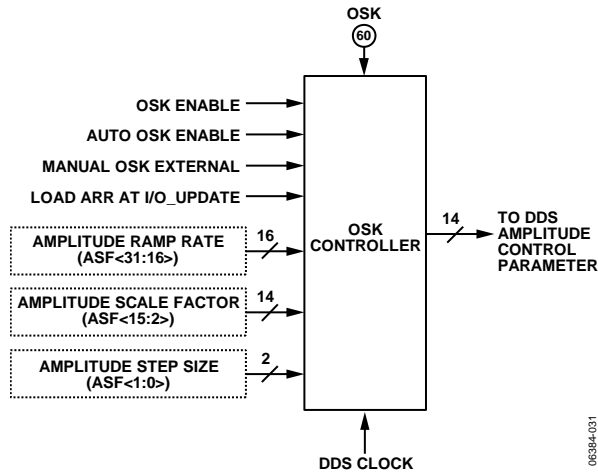 OSK
60
OSK ENABLE
AUTO OSK ENABLE
MANUAL OSK EXTERNAL
LOAD ARR AT I/O_UPDATE
AMPLITUDE RAMP RATE
(ASF<31:16>)
16
AMPLITUDE SCALE FACTOR
(ASF<15:2>)
14
AMPLITUDE STEP SIZE
(ASF<1:0>)
2
OSK
CONTROLLER
14
TO DDS
AMPLITUDE
CONTROL
PARAMETER
DDS CLOCK
06384-031